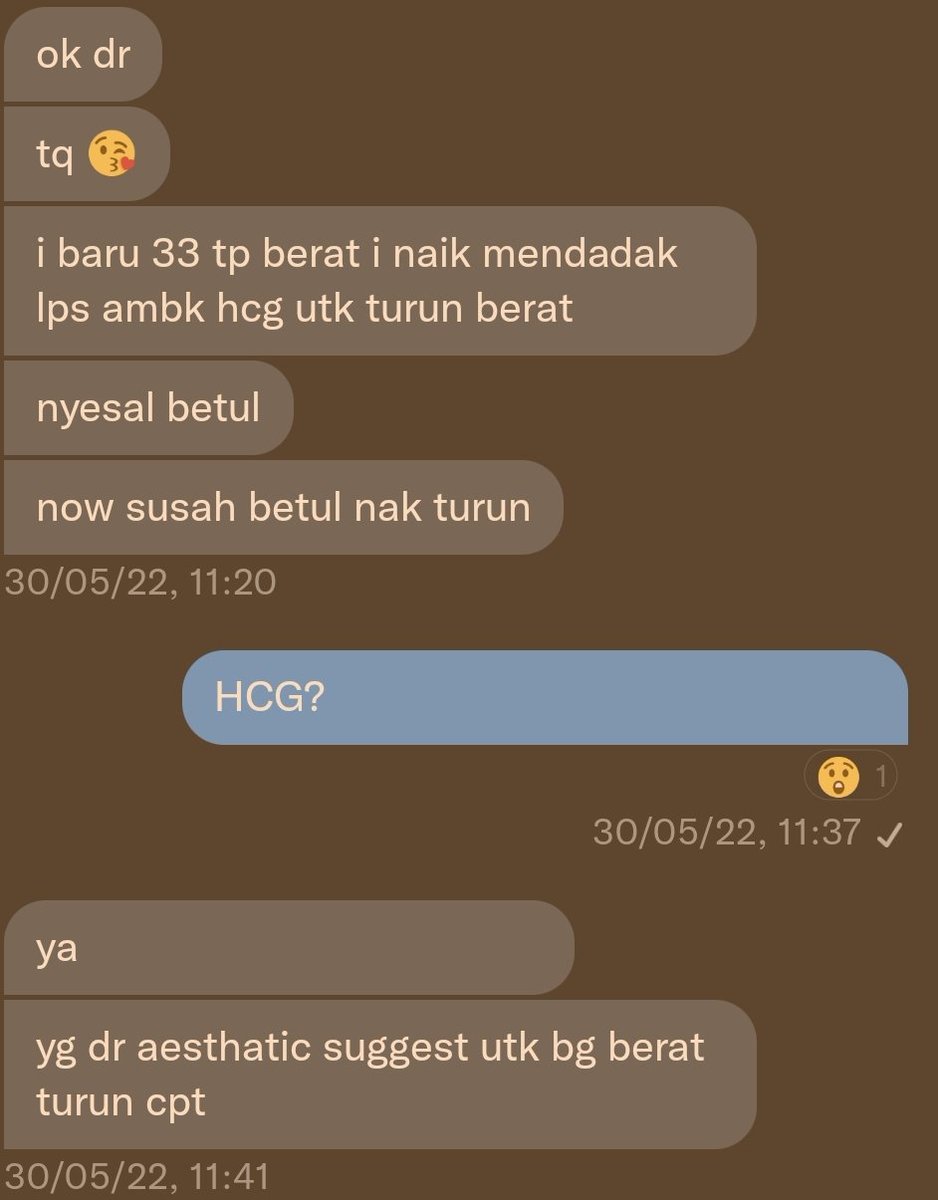 ok dr
tq 😘
i baru 33 tp berat i naik mendadak
lps ambk hcg utk turun berat
nyesal betul
now susah betul nak turun
30/05/22, 11:20
HCG?
😲 1
30/05/22, 11:37 ✓
ya
yg dr aesthatic suggest utk bg berat
turun cpt
30/05/22, 11:41